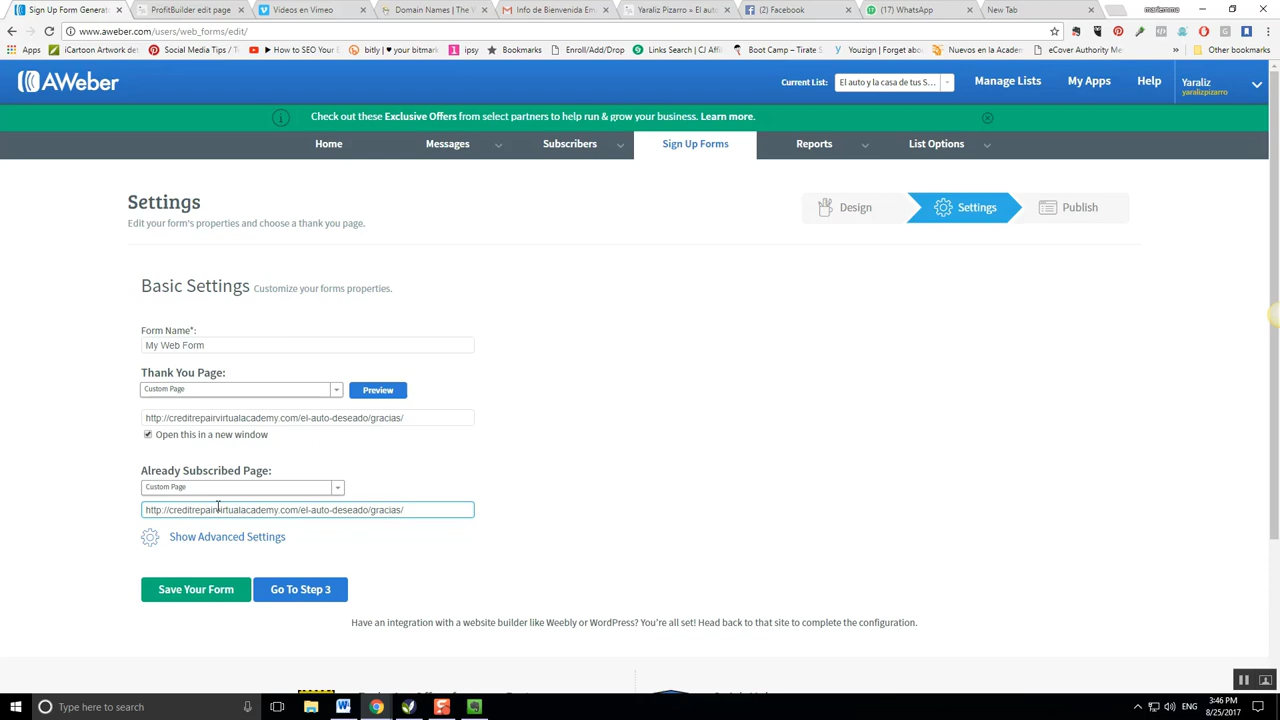 Sign Up Form Generat
ProfitBuilder edit page
Videos en Vimeo
Domain Names | The W
Info de Bienvenida Em
Yaraliz Pizarro » El auto
(2) Facebook
(17) WhatsApp
New Tab
mariemma
www.aweber.com/users/web_forms/edit/
Apps
iCartoon Artwork det
Social Media Tips / So
► How to SEO Your E
bitly | ♥ your bitmark
ipsy
Bookmarks
Enroll/Add/Drop
Links Search | CJ Affil
Boot Camp – Tirate S
Youzign | Forget abou
Nuevos en la Academ
eCover Authority Me
»
Other bookmarks
AWeber
Current List:
El auto y la casa de tus S...
Manage Lists
My Apps
Help
Yaraliz
yaralizpizarro
Check out these Exclusive Offers from select partners to help run & grow your business. Learn more.
Home
Messages
Subscribers
Sign Up Forms
Reports
List Options
Settings
Edit your form's properties and choose a thank you page.
Design
Settings
Publish
Basic Settings Customize your forms properties.
Form Name*:
My Web Form
Thank You Page:
Custom Page
Preview
http://creditrepairvirtualacademy.com/el-auto-deseado/gracias/
Open this in a new window
Already Subscribed Page:
Custom Page
http://creditrepairvirtualacademy.com/el-auto-deseado/gracias/
Show Advanced Settings
Save Your Form
Go To Step 3
Have an integration with a website builder like Weebly or WordPress? You're all set! Head back to that site to complete the configuration.
Type here to search
3:46 PM
8/25/2017